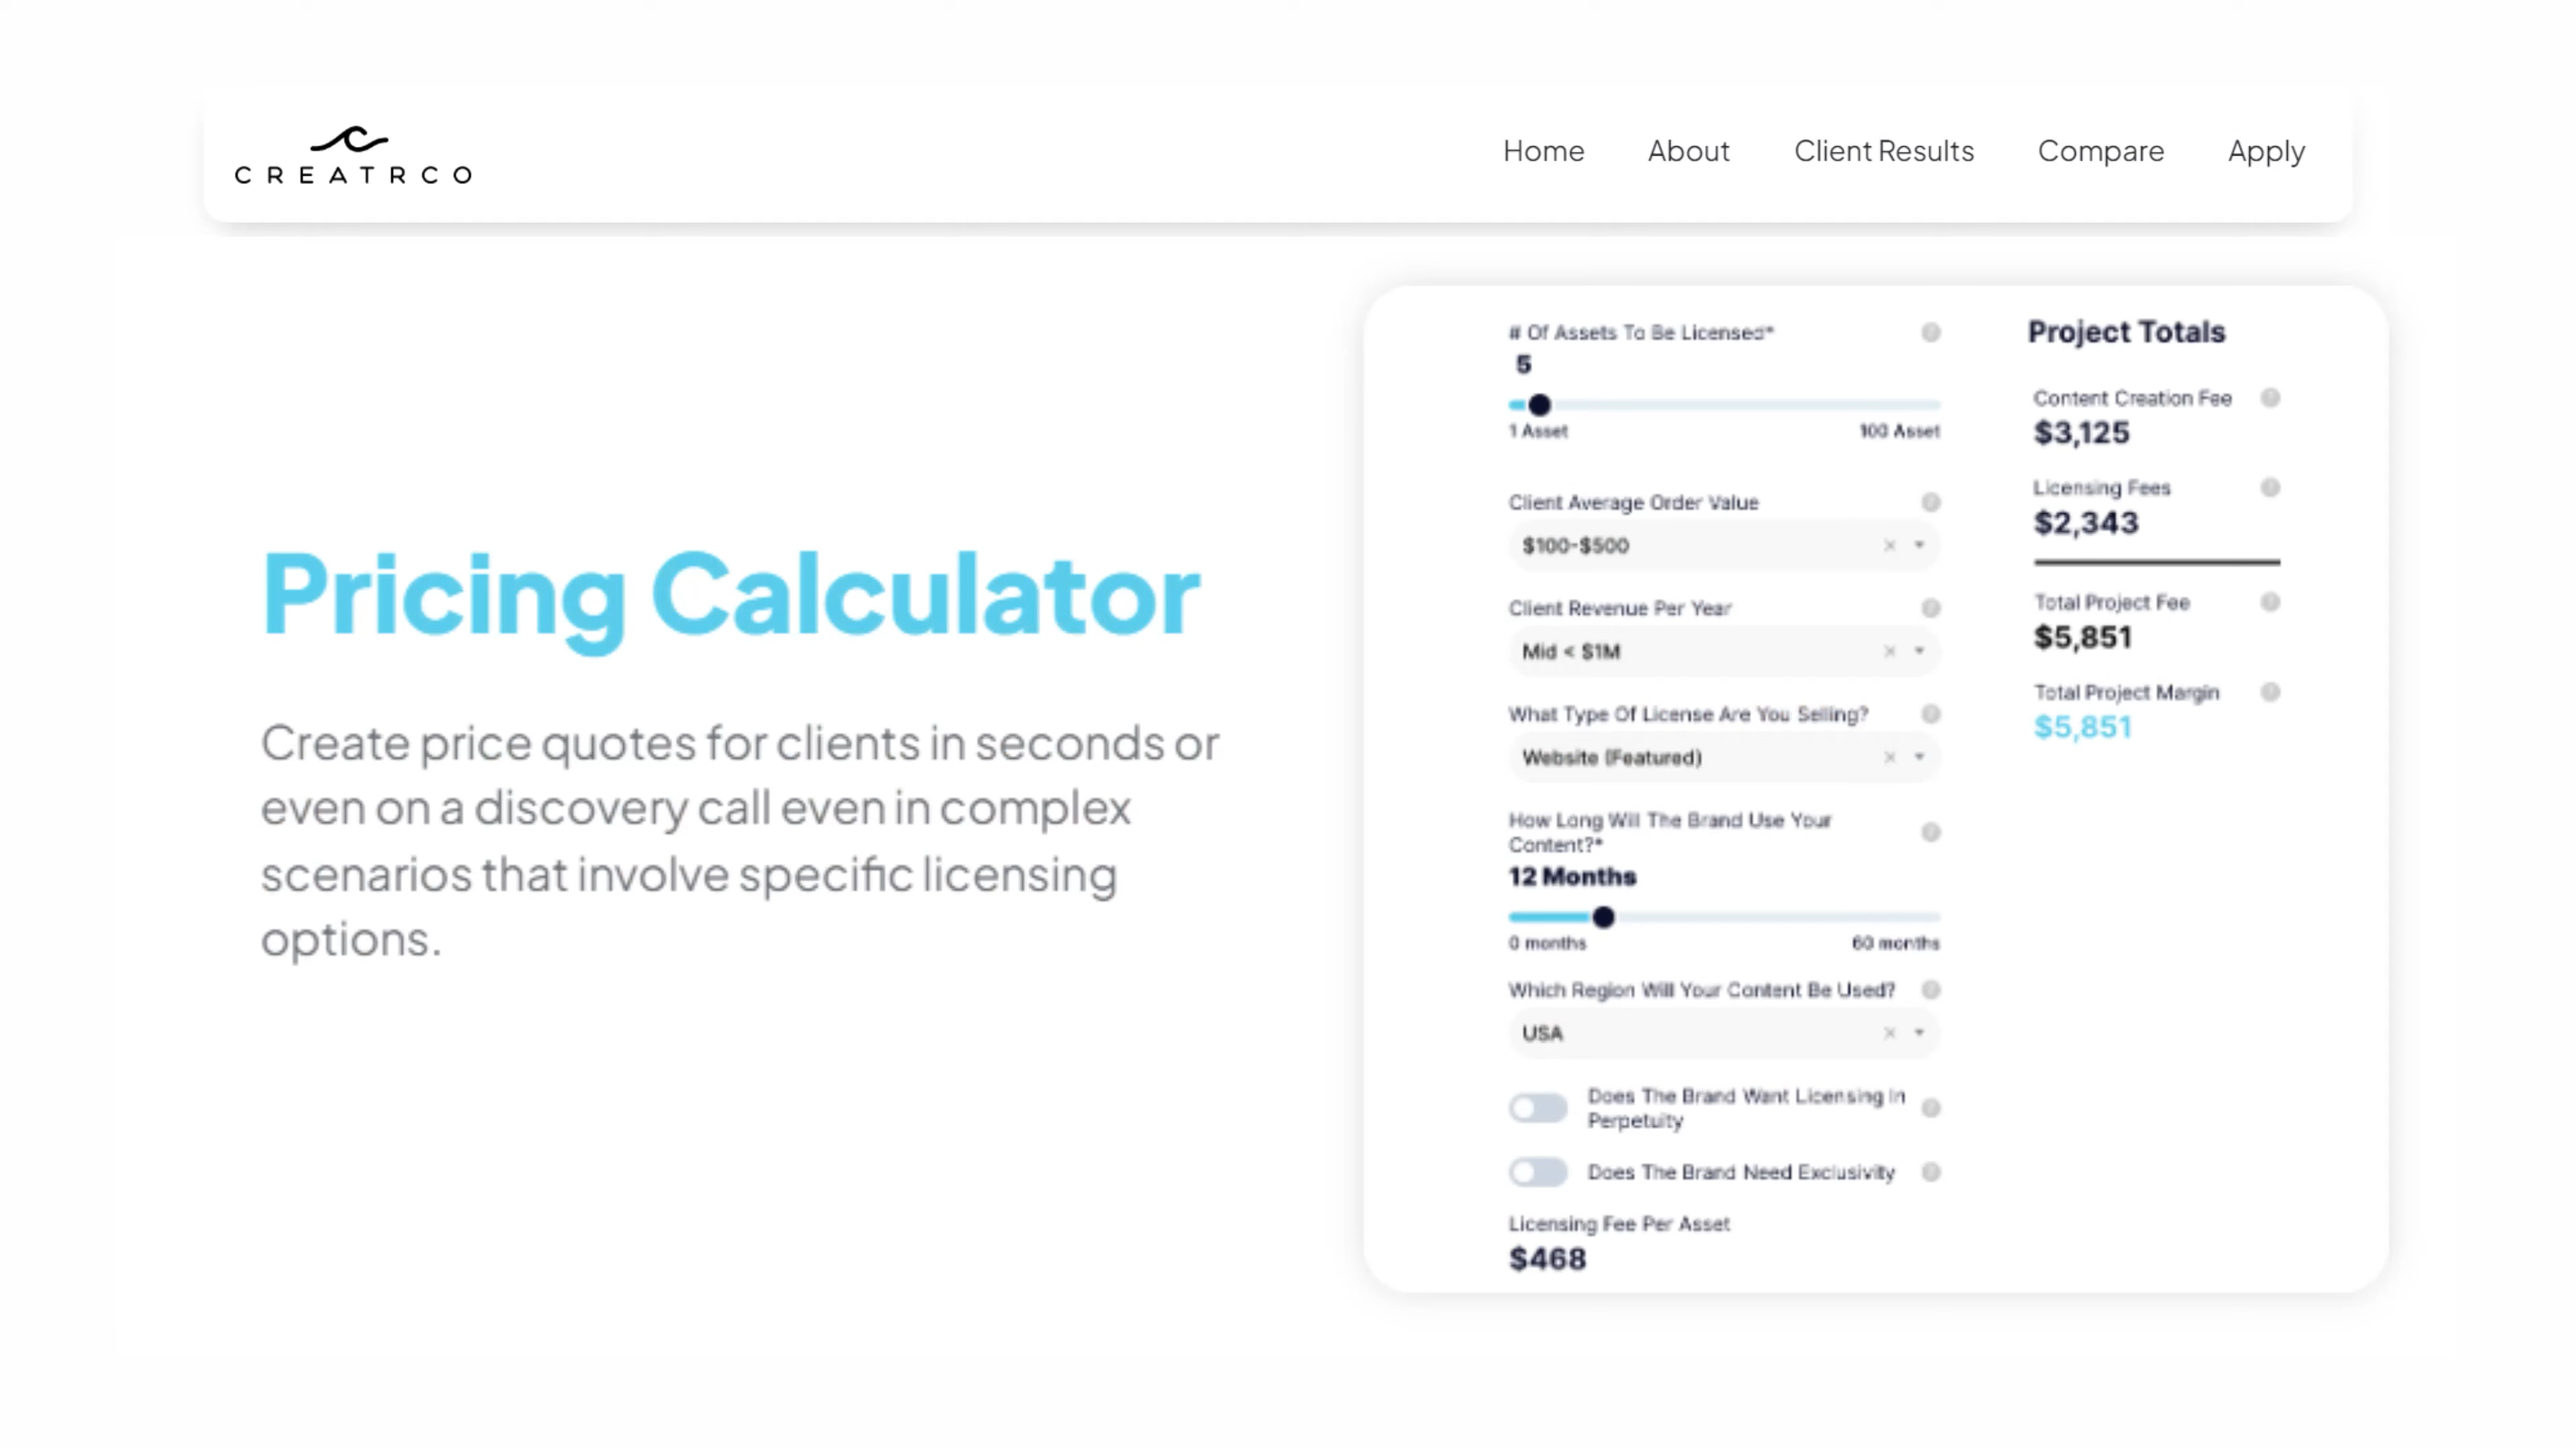 CREATRCO
Home About Client Results Compare Apply
Pricing Calculator
Create price quotes for clients in seconds or
even on a discovery call even in complex
scenarios that involve specific licensing
options.
# Of Assets To Be Licensed*
5
1 Asset 100 Asset
Client Average Order Value
$100-$500
Client Revenue Per Year
Mid < $1M
What Type Of License Are You Selling?
Website (Featured)
How Long Will The Brand Use Your
Content?*
12 Months
0 months 60 months
Which Region Will Your Content Be Used?
USA
Does The Brand Want Licensing In
Perpetuity
Does The Brand Need Exclusivity
Licensing Fee Per Asset
$468
Project Totals
Content Creation Fee
$3,125
Licensing Fees
$2,343
Total Project Fee
$5,851
Total Project Margin
$5,851